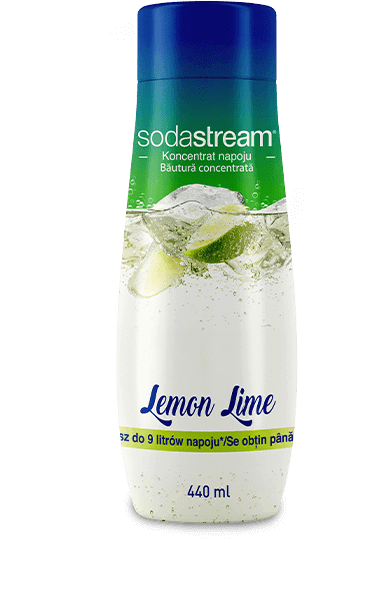 sodastream®
Koncentrat napoju
Băutură concentrată
Lemon Lime
sz do 9 litrów napoju*/Se obțin până
440 ml